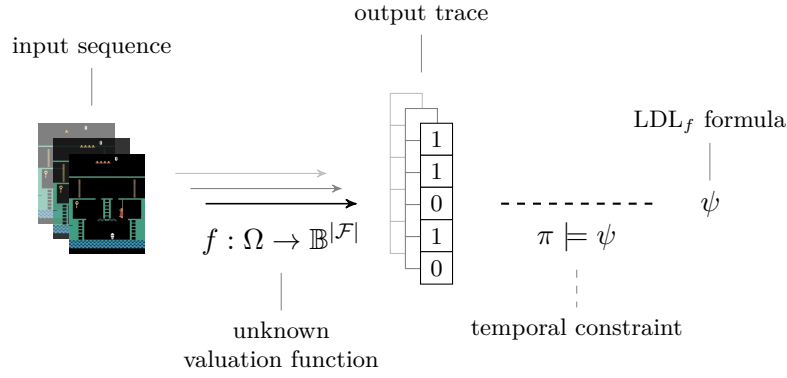 output trace
input sequence
LDL_f formula
1
1
0
1
0
ψ
f : Ω → 𝔹^|ℱ|
π ⊨ ψ
unknown
valuation function
temporal constraint